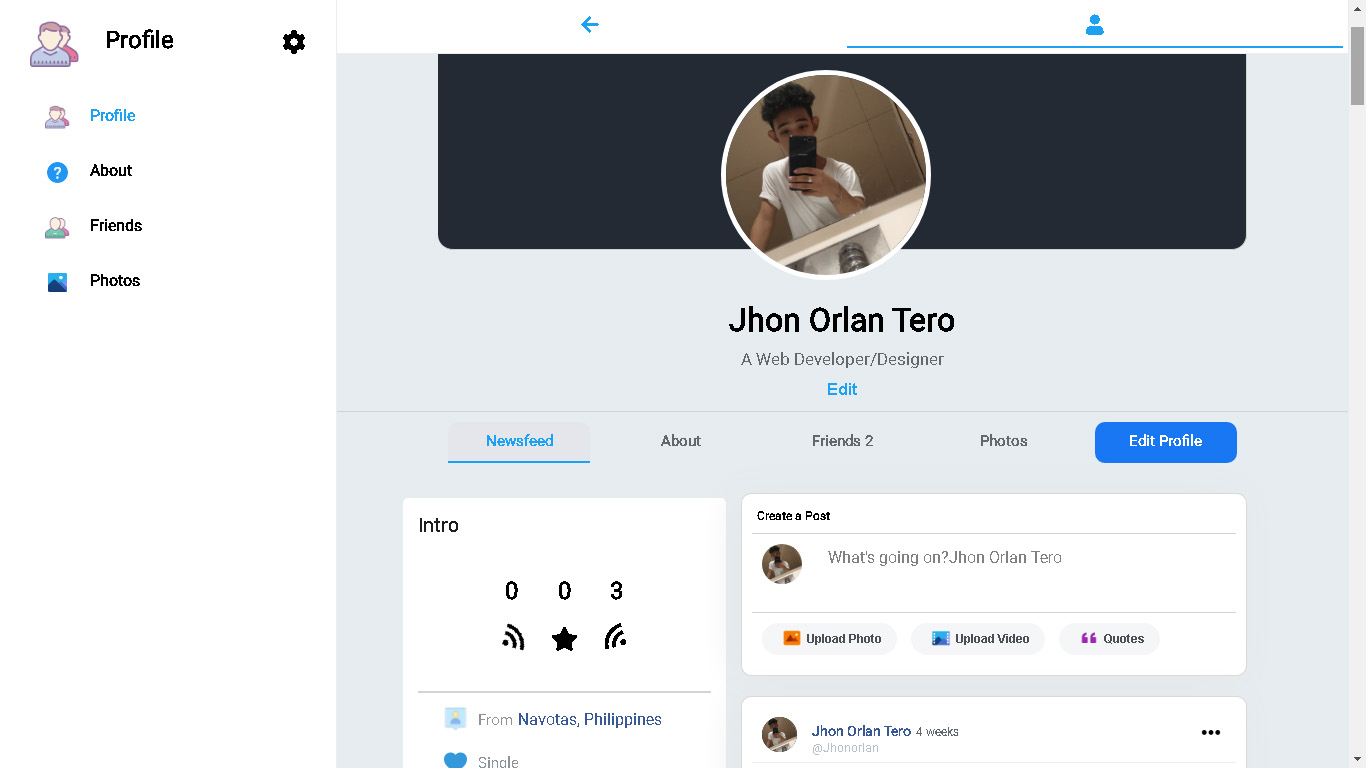 Profile
Profile
About
Friends
Photos
Jhon Orlan Tero
A Web Developer/Designer
Edit
Newsfeed
About
Friends 2
Photos
Edit Profile
Intro
0 0 3
From Navotas, Philippines
Single
Create a Post
What's going on?Jhon Orlan Tero
Upload Photo
Upload Video
Quotes
Jhon Orlan Tero 4 weeks
@Jhonorlan